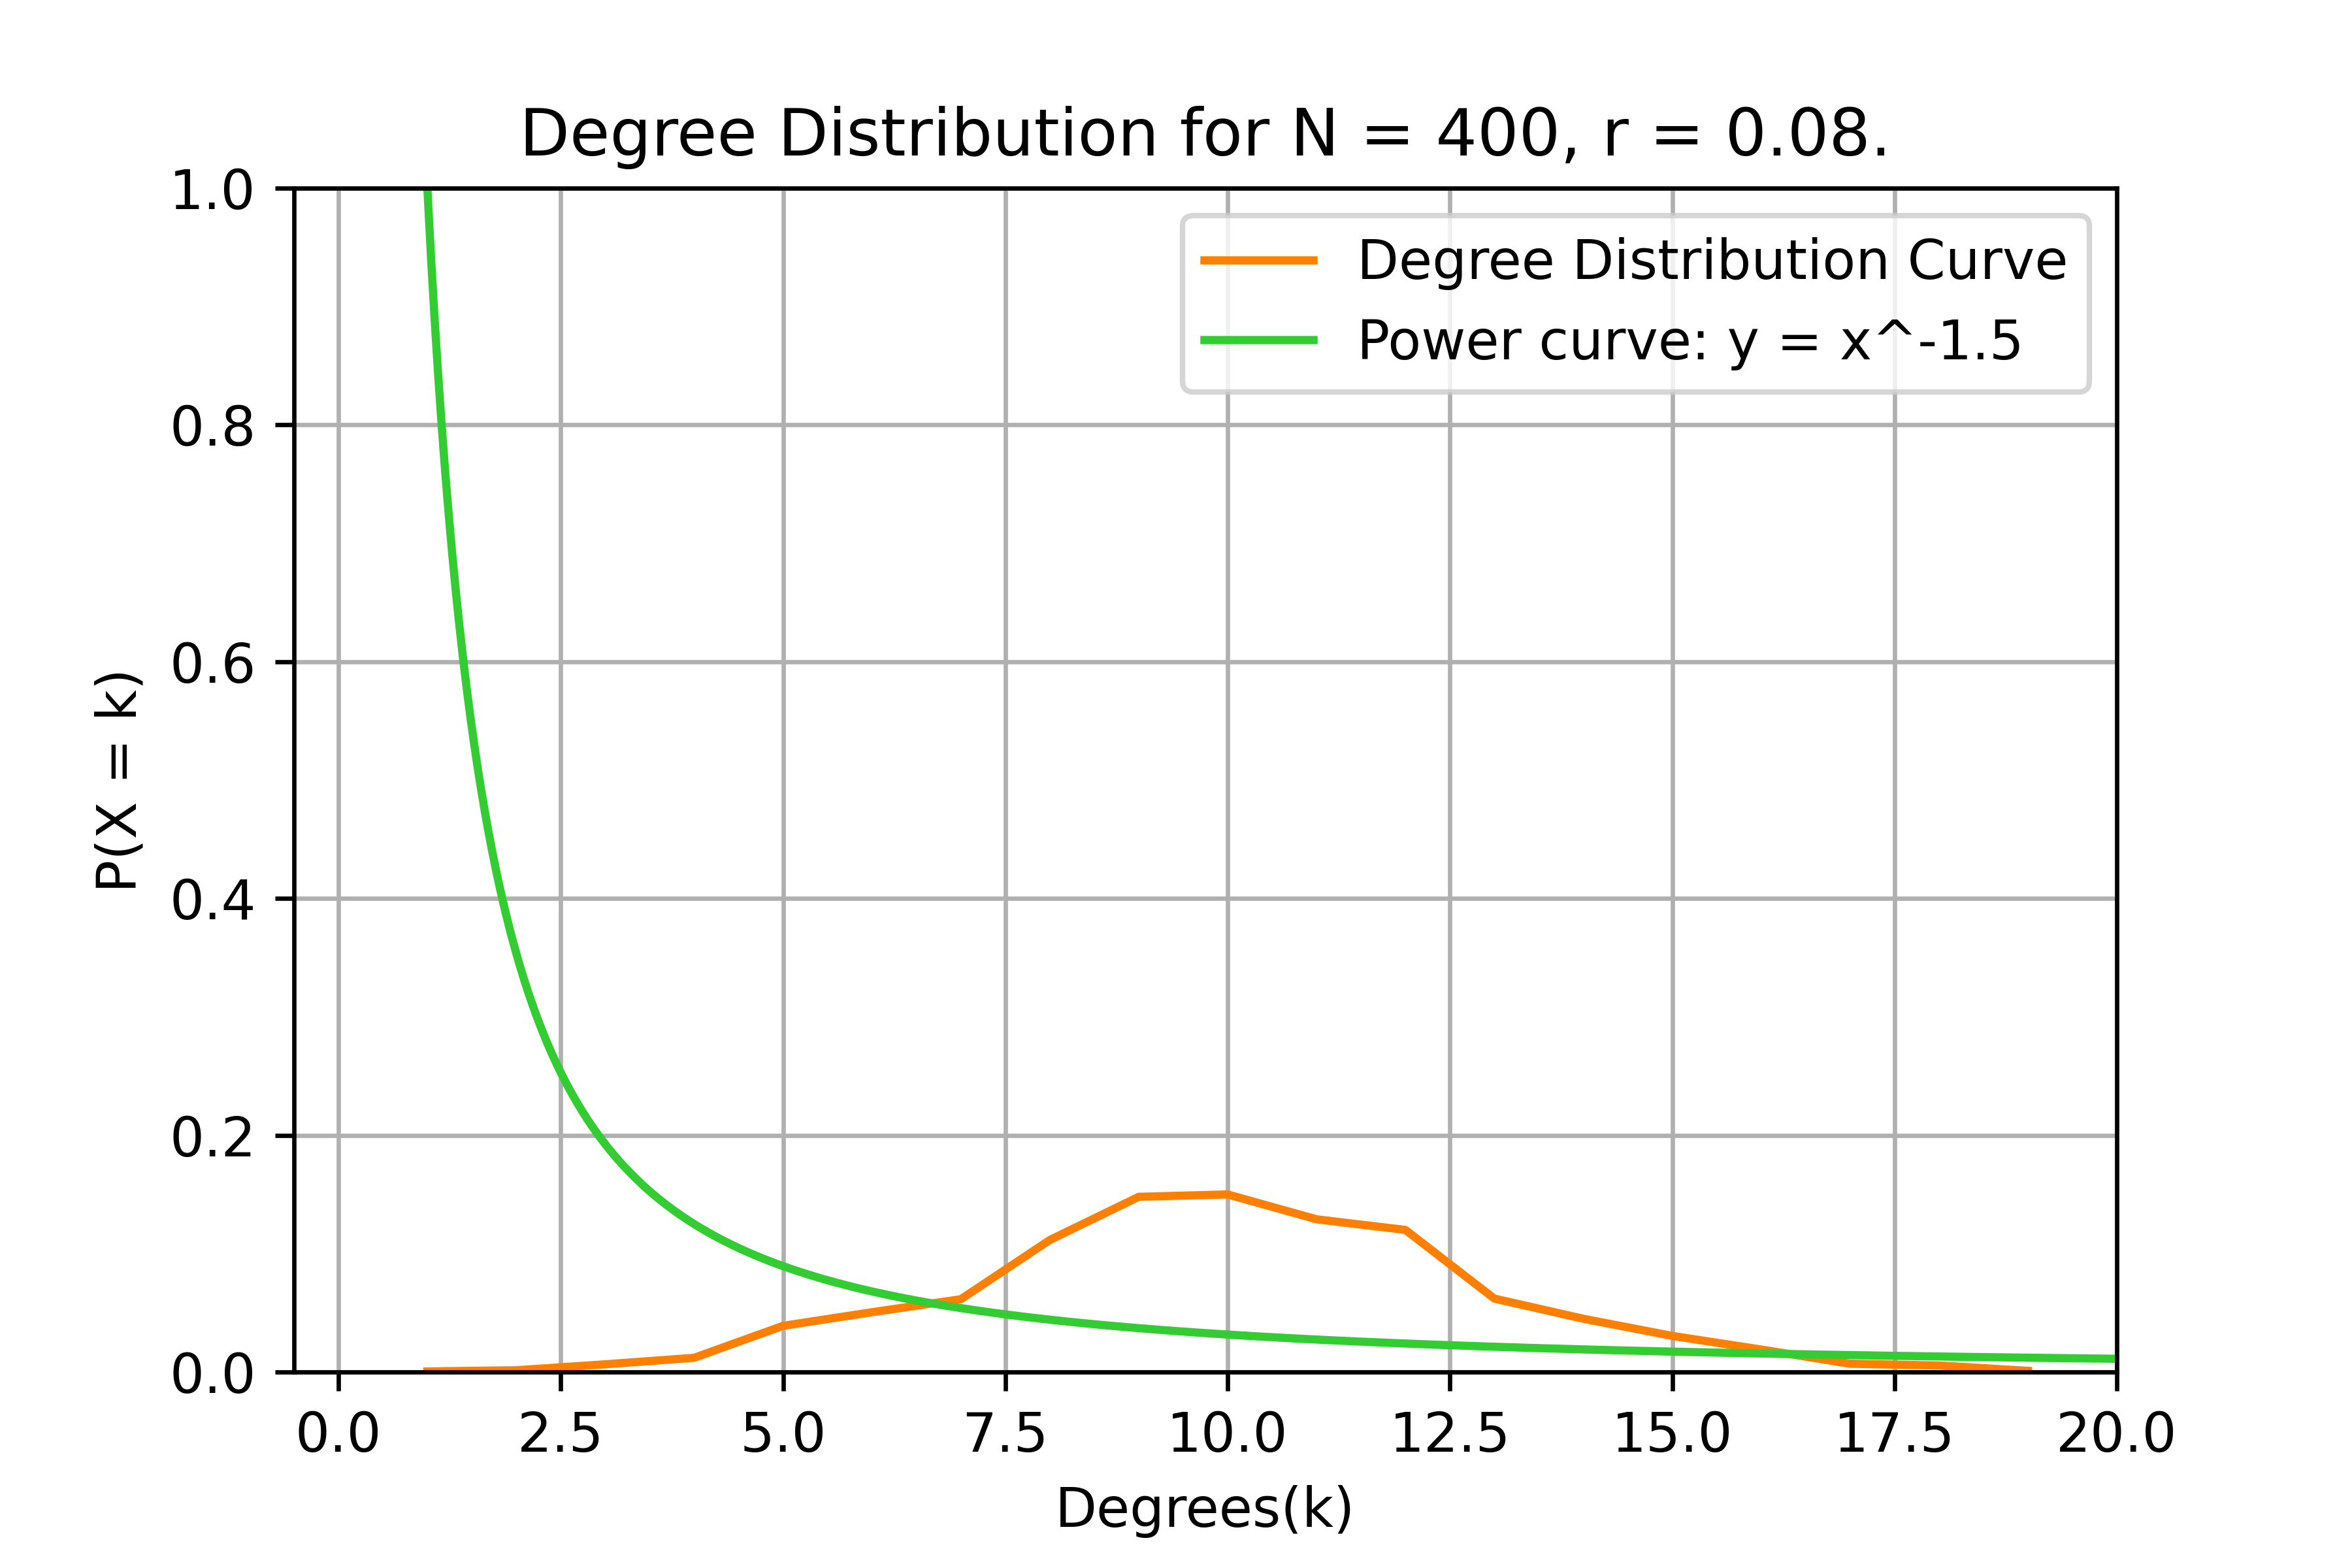 Degree Distribution for N = 400, r = 0.08.
1.0
0.8
0.6
0.4
0.2
0.0
P(X = k)
Degree Distribution Curve
Power curve: y = x^-1.5
0.0 2.5 5.0 7.5 10.0 12.5 15.0 17.5 20.0
Degrees(k)